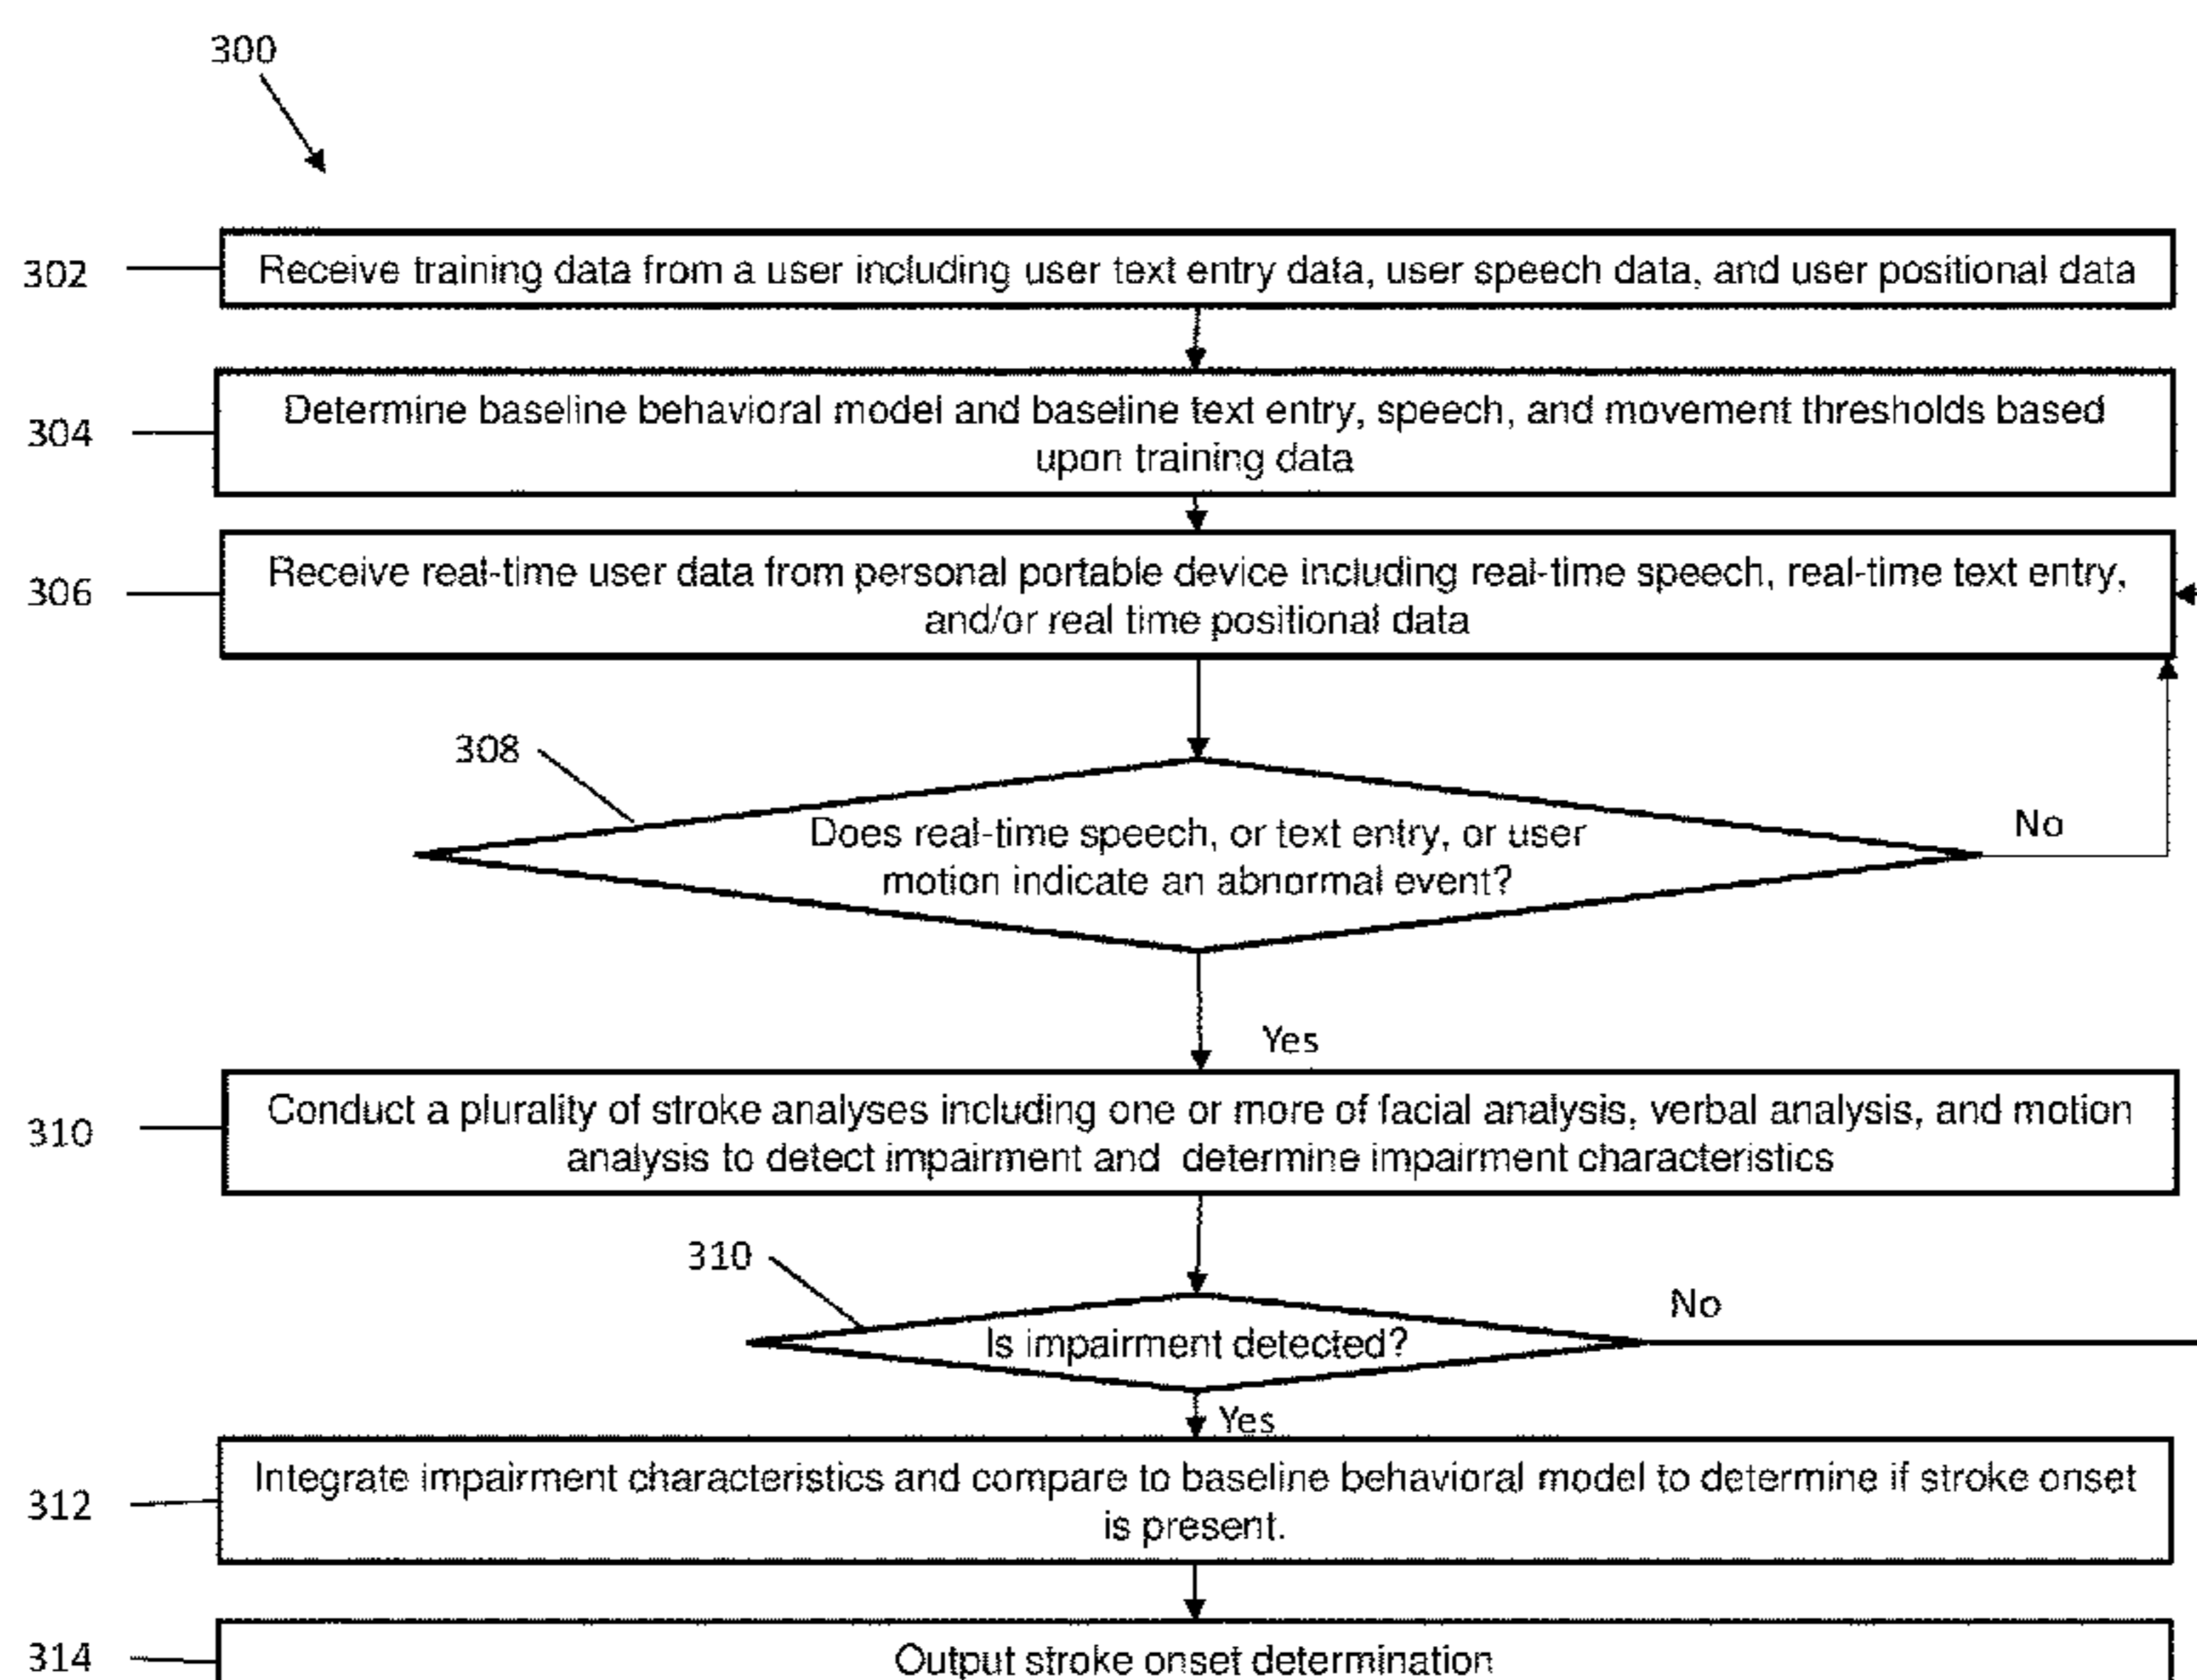 300
302
Receive training data from a user including user text entry data, user speech data, and user positional data
304
Determine baseline behavioral model and baseline text entry, speech, and movement thresholds based
upon training data
306
Receive real-time user data from personal portable device including real-time speech, real-time text entry,
and/or real time positional data
308
Does real-time speech, or text entry, or user
motion indicate an abnormal event?
No
Yes
310
Conduct a plurality of stroke analyses including one or more of facial analysis, verbal analysis, and motion
analysis to detect impairment and determine impairment characteristics
310
Is impairment detected?
No
Yes
312
Integrate impairment characteristics and compare to baseline behavioral model to determine if stroke onset
is present.
314
Output stroke onset determination